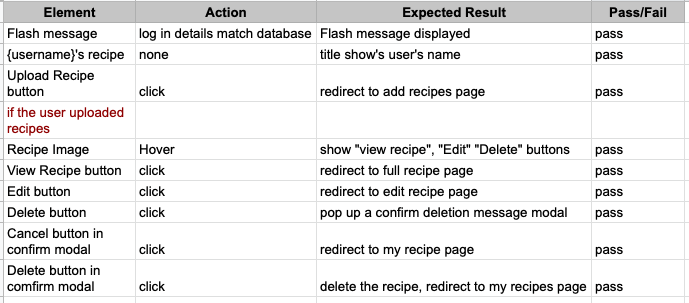 Element Action Expected Result Pass/Fail
Flash message log in details match database Flash message displayed pass
{username}'s recipe none title show's user's name pass
Upload Recipe
button click redirect to add recipes page pass
if the user uploaded
recipes
Recipe Image Hover show "view recipe", "Edit" "Delete" buttons pass
View Recipe button click redirect to full recipe page pass
Edit button click redirect to edit recipe page pass
Delete button click pop up a confirm deletion message modal pass
Cancel button in
confirm modal click redirect to my recipe page pass
Delete button in
comfirm modal click delete the recipe, redirect to my recipes page pass